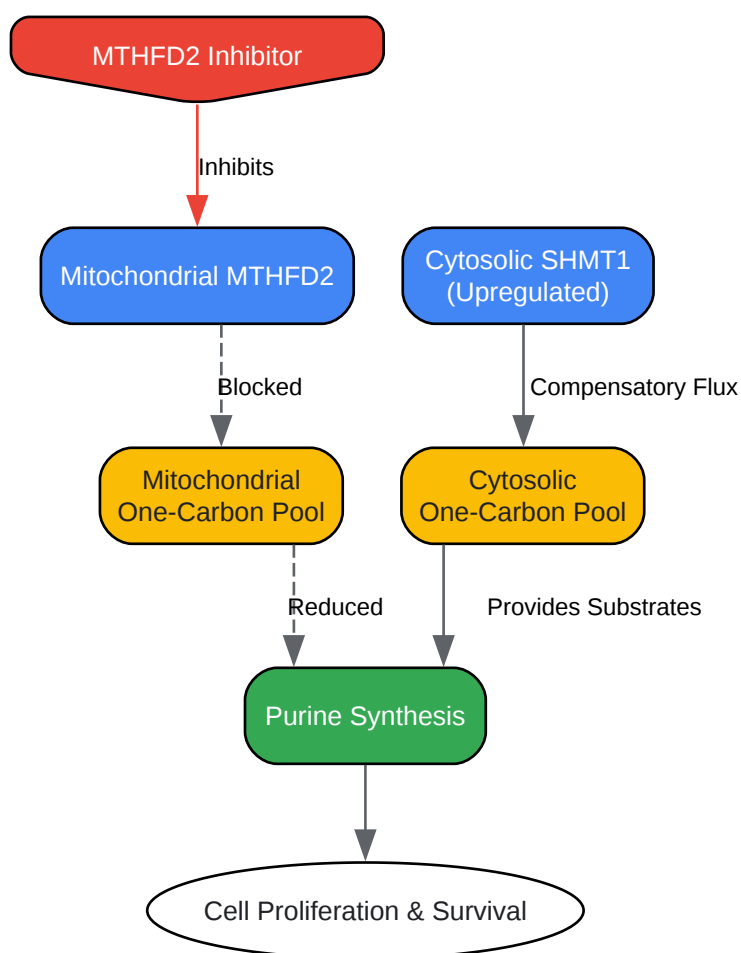 MTHFD2 Inhibitor
Inhibits
Mitochondrial MTHFD2
Cytosolic SHMT1
(Upregulated)
Blocked
Compensatory Flux
Mitochondrial
One-Carbon Pool
Cytosolic
One-Carbon Pool
Reduced
Provides Substrates
Purine Synthesis
Cell Proliferation & Survival